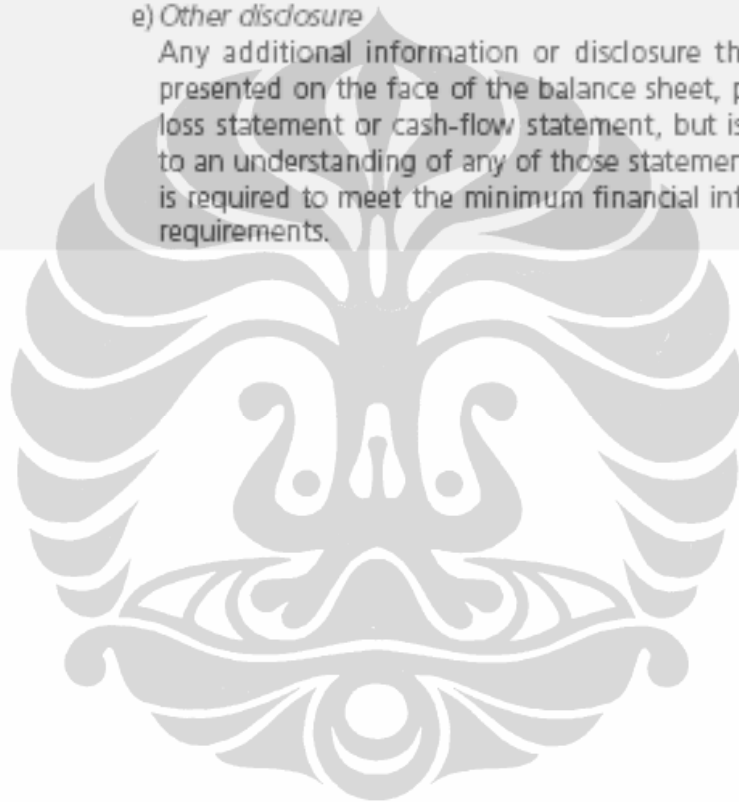 e) Other disclosure
Any additional information or disclosure th
presented on the face of the balance sheet, p
loss statement or cash-flow statement, but is
to an understanding of any of those statemen
is required to meet the minimum financial inf
requirements.